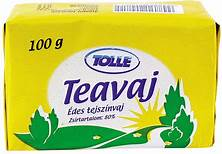 100 g
TOLLE
Teavaj
Édes tejszínvaj
Zsírtartalom: 80%